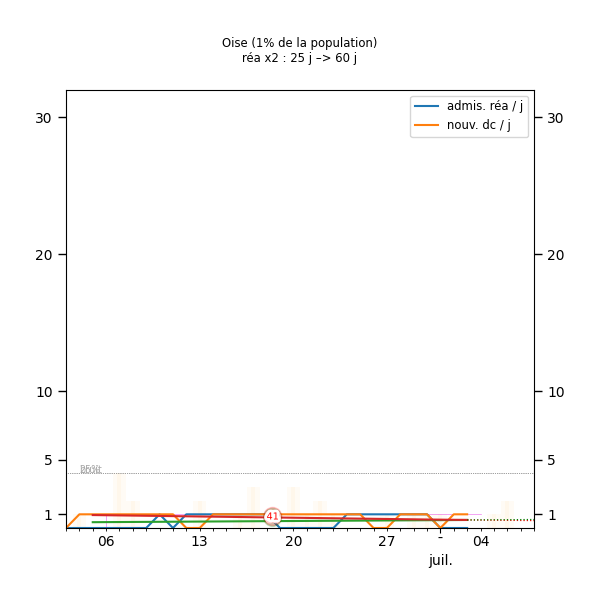 Oise (1% de la population)
réa x2 : 25 j –> 60 j
admis. réa / j
nouv. dc / j
30 30
20 20
10 10
5 5
1 1
41
06 13 20 27 - 04
juil.